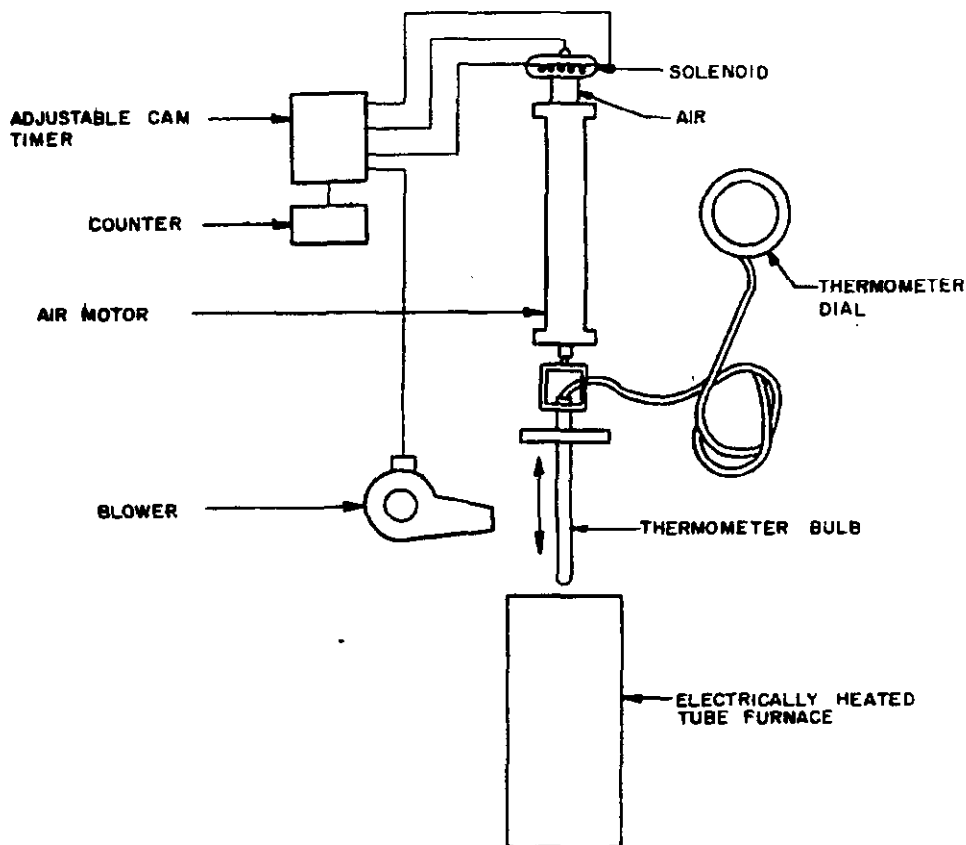 SOLENOID
AIR
ADJUSTABLE CAM
TIMER
COUNTER
THERMOMETER
DIAL
AIR MOTOR
BLOWER
THERMOMETER BULB
ELECTRICALLY HEATED
TUBE FURNACE